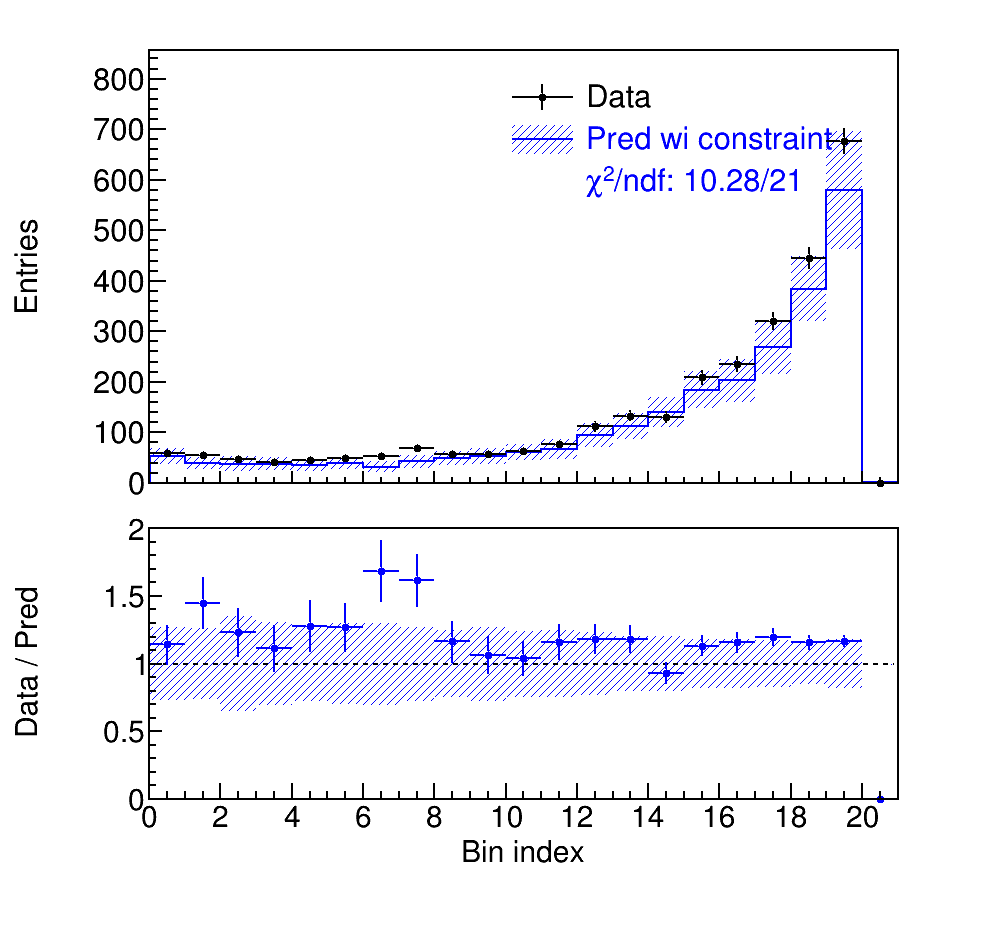 Entries
800
700
600
500
400
300
200
100
0
Data
Pred wi constraint
χ²/ndf: 10.28/21
Data / Pred
2
1.5
1
0.5
0
0 2 4 6 8 10 12 14 16 18 20
Bin index